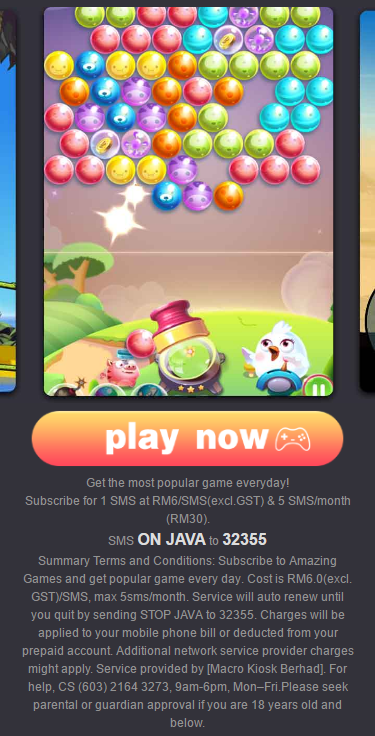 play now
Get the most popular game everyday!
Subscribe for 1 SMS at RM6/SMS(excl.GST) & 5 SMS/month
(RM30).
SMS ON JAVA to 32355
Summary Terms and Conditions: Subscribe to Amazing
Games and get popular game every day. Cost is RM6.0(excl.
GST)/SMS, max 5sms/month. Service will auto renew until
you quit by sending STOP JAVA to 32355. Charges will be
applied to your mobile phone bill or deducted from your
prepaid account. Additional network service provider charges
might apply. Service provided by [Macro Kiosk Berhad]. For
help, CS (603) 2164 3273, 9am-6pm, Mon–Fri.Please seek
parental or guardian approval if you are 18 years old and
below.